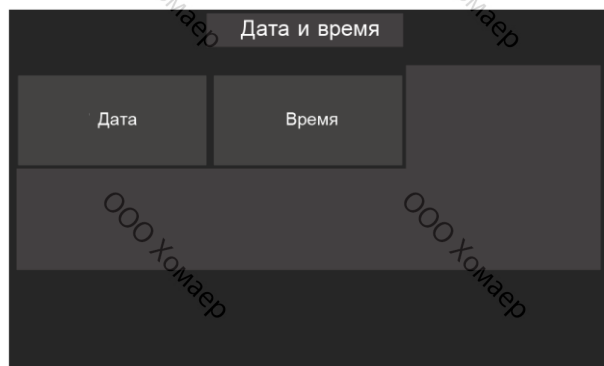 Дата и время
Дата
Время
ООО Хомаер
ООО Хомаер